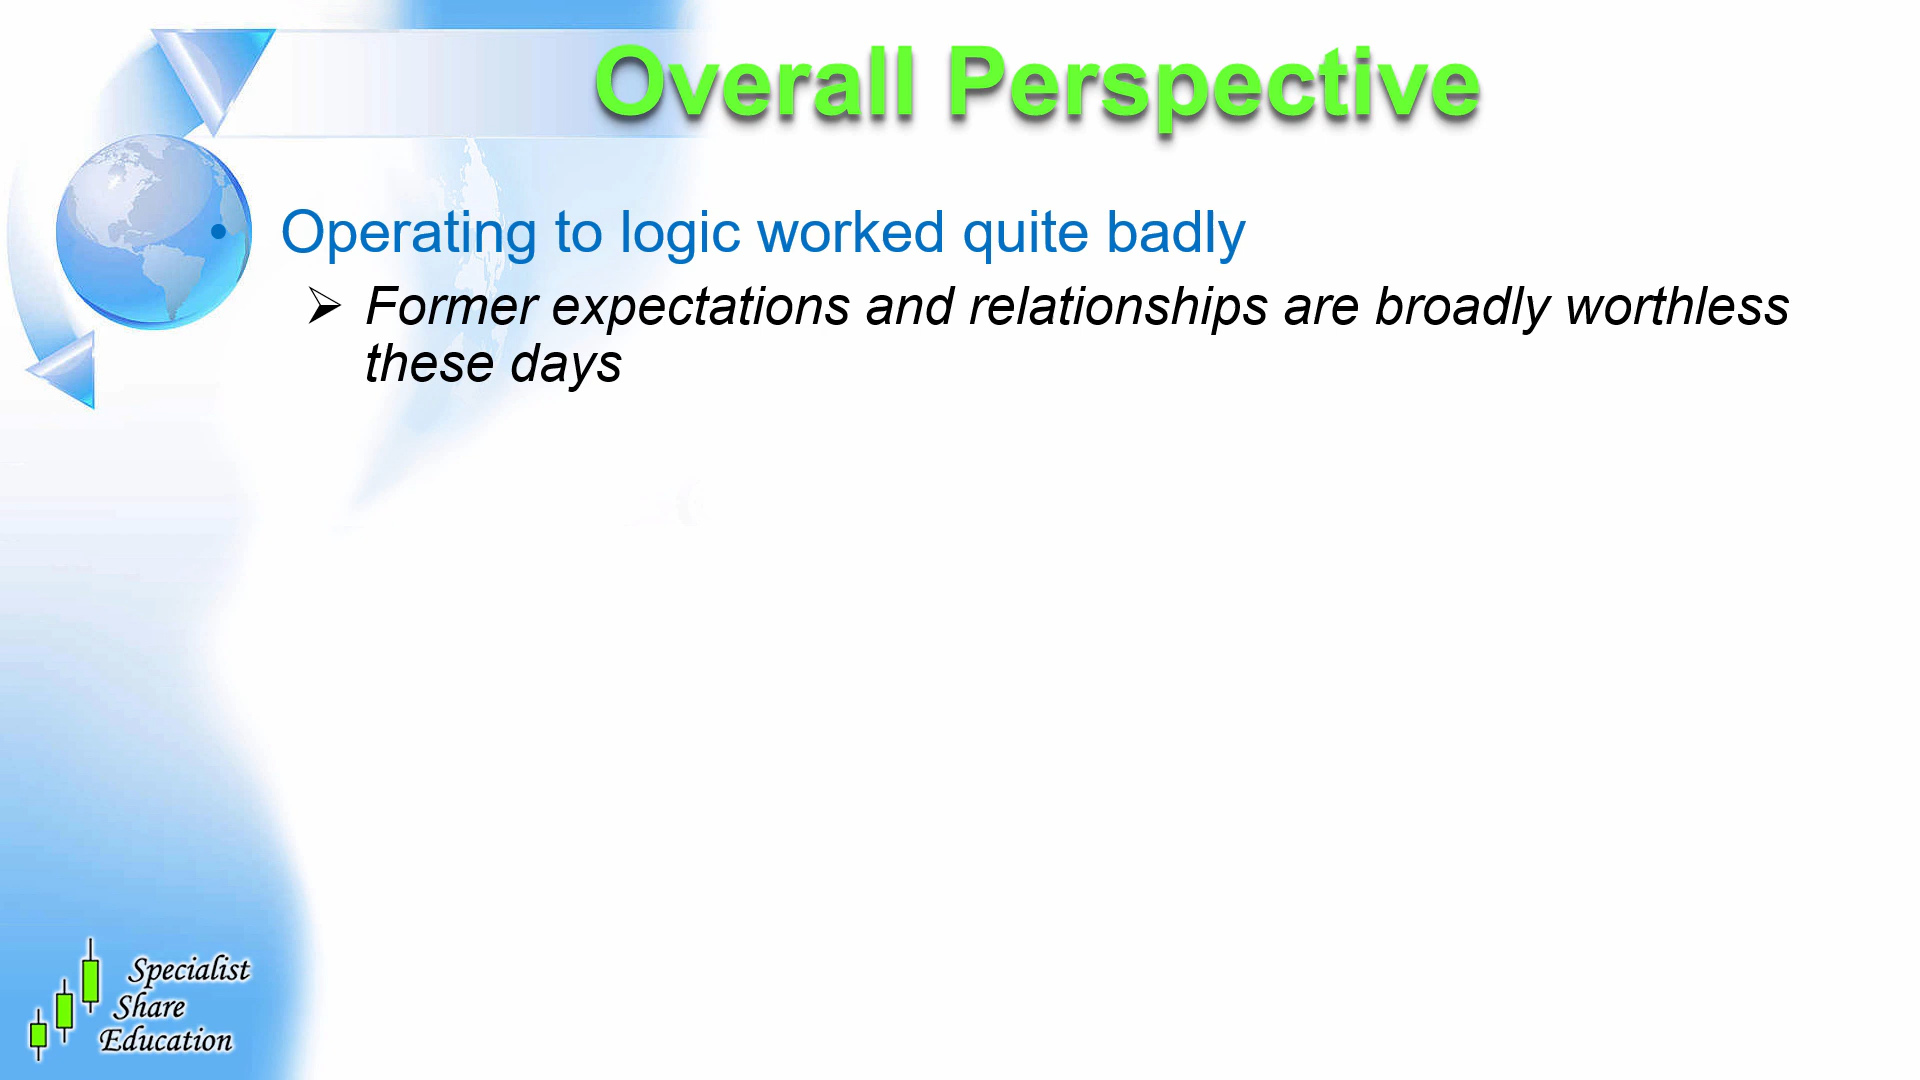 Overall Perspective
• Operating to logic worked quite badly
➢ Former expectations and relationships are broadly worthless
these days
Specialist
Share
Education